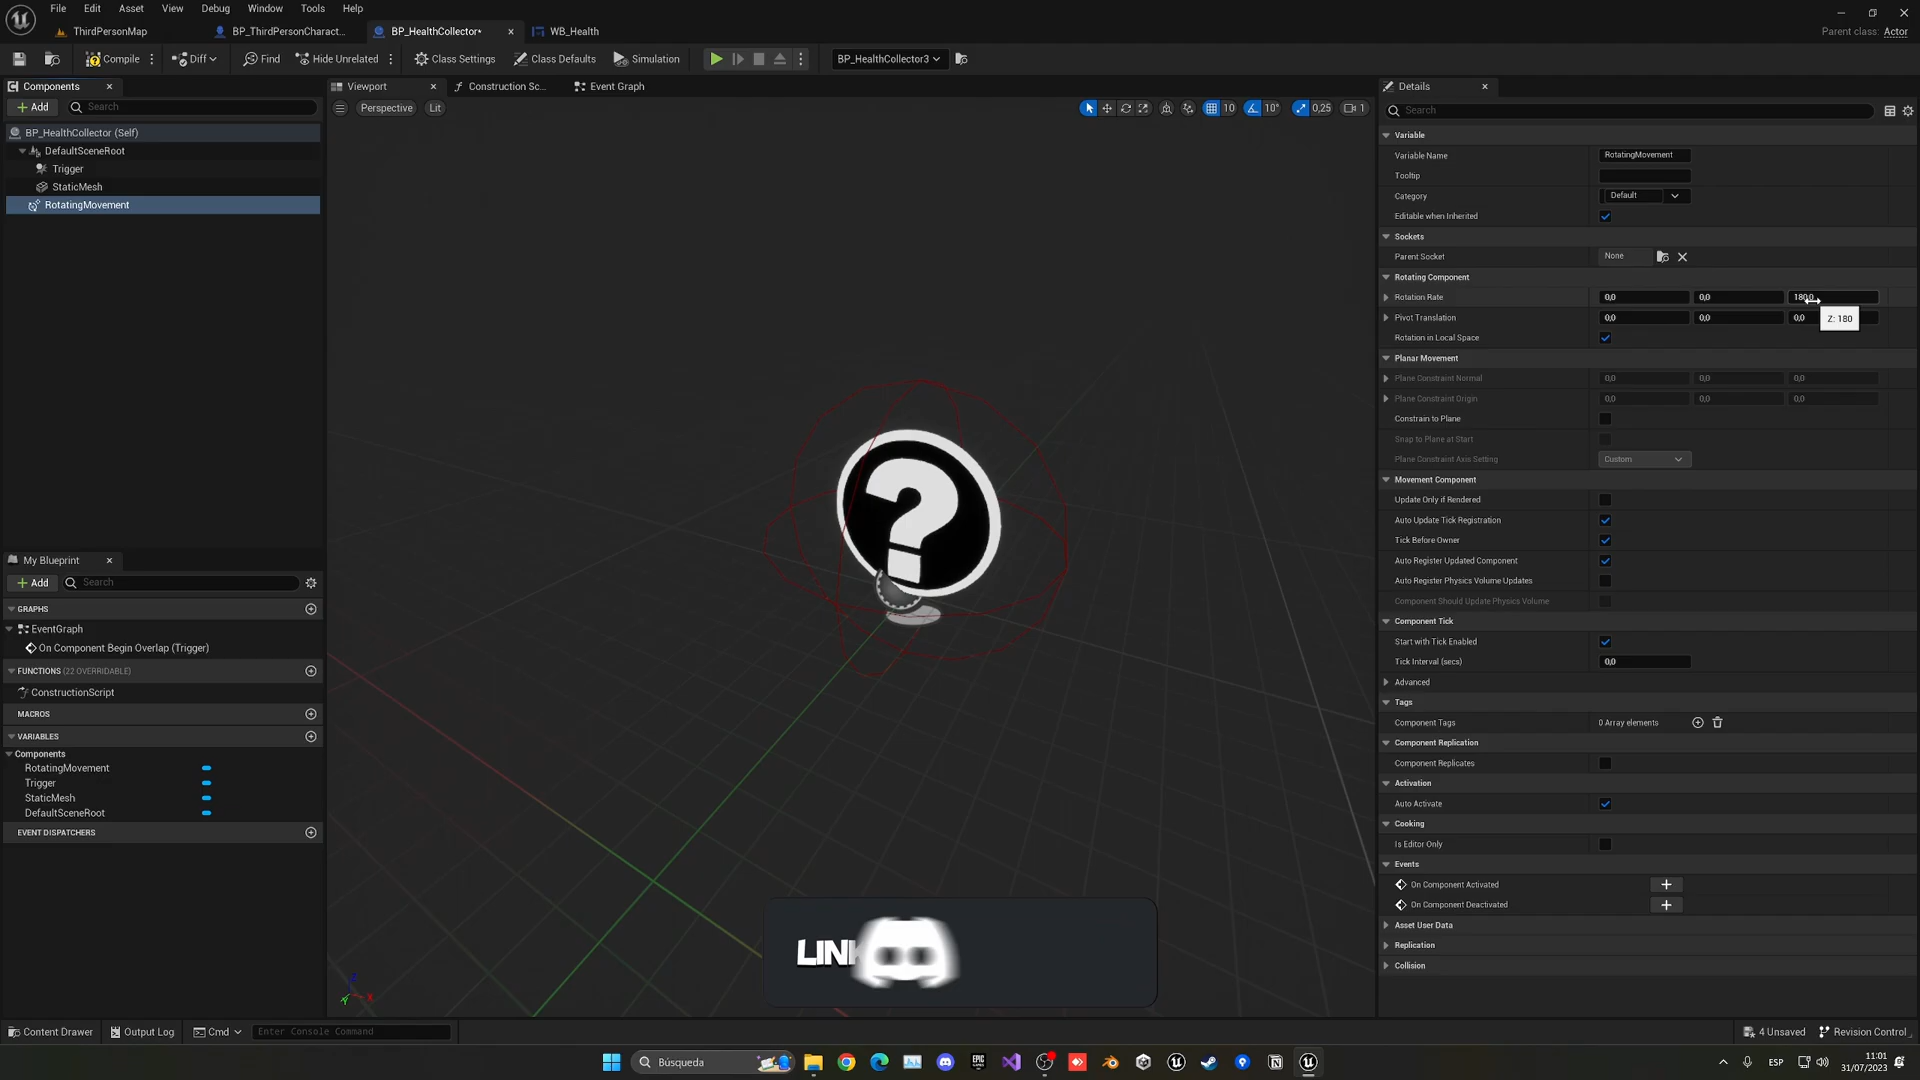 File Edit Asset View Debug Window Tools Help
ThirdPersonMap BP_ThirdPersonCharact... BP_HealthCollector* WB_Health
Parent class: Actor
Compile Diff Find Hide Unrelated Class Settings Class Defaults Simulation BP_HealthCollector3
Components
Add Search
BP_HealthCollector (Self)
DefaultSceneRoot
Trigger
StaticMesh
RotatingMovement
My Blueprint
Add Search
GRAPHS
EventGraph
On Component Begin Overlap (Trigger)
FUNCTIONS (22 OVERRIDABLE)
ConstructionScript
MACROS
VARIABLES
Components
RotatingMovement
Trigger
StaticMesh
DefaultSceneRoot
EVENT DISPATCHERS
Viewport Construction Sc... Event Graph
Perspective Lit 10 10° 0,25 1
?
Z X
LINK
Details
Search
Variable
Variable Name RotatingMovement
Tooltip
Category Default
Editable when Inherited
Sockets
Parent Socket None
Rotating Component
Rotation Rate 0,0 0,0 180,0
Z: 180
Pivot Translation 0,0 0,0 0,0
Rotation in Local Space
Planar Movement
Plane Constraint Normal 0,0 0,0 0,0
Plane Constraint Origin 0,0 0,0 0,0
Constrain to Plane
Snap to Plane at Start
Plane Constraint Axis Setting Custom
Movement Component
Update Only if Rendered
Auto Update Tick Registration
Tick Before Owner
Auto Register Updated Component
Auto Register Physics Volume Updates
Component Should Update Physics Volume
Component Tick
Start with Tick Enabled
Tick Interval (secs) 0,0
Advanced
Tags
Component Tags 0 Array elements
Component Replication
Component Replicates
Activation
Auto Activate
Cooking
Is Editor Only
Events
On Component Activated
On Component Deactivated
Asset User Data
Replication
Collision
Content Drawer Output Log Cmd Enter Console Command 4 Unsaved Revision Control
Búsqueda ESP 11:01
31/07/2023